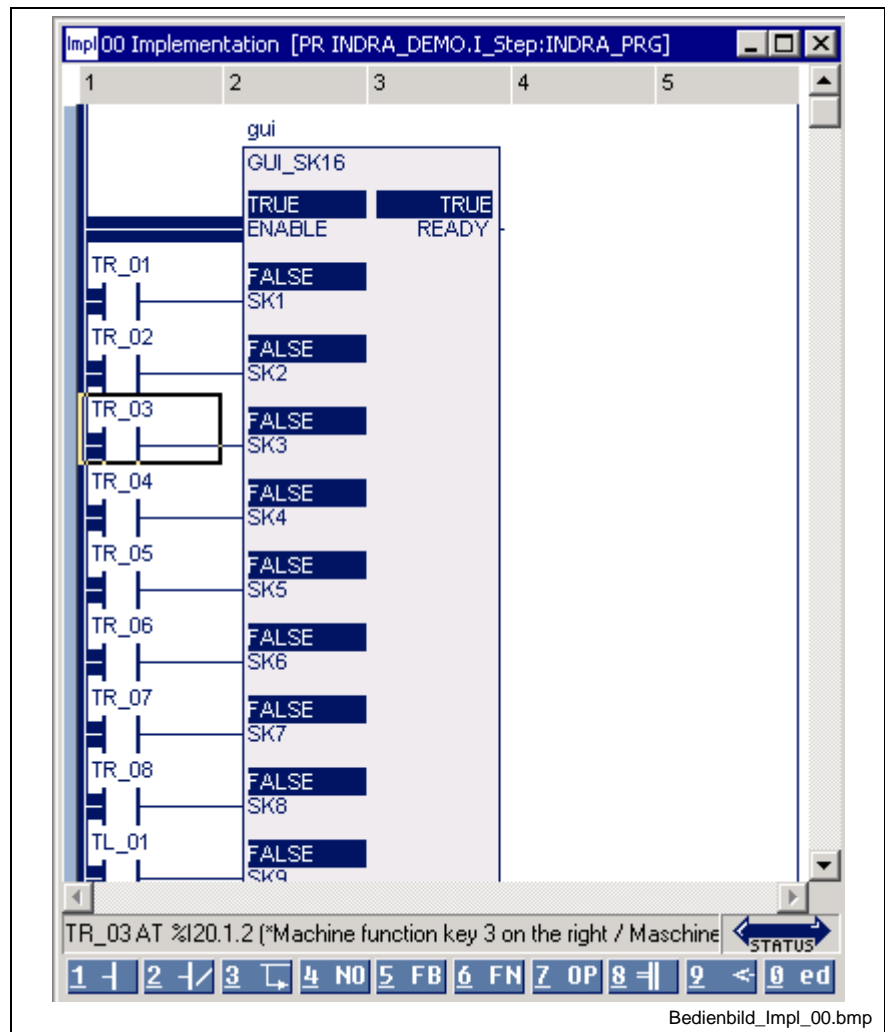 Impl 00 Implementation [PR INDRA_DEMO.I_Step:INDRA_PRG]
1 2 3 4 5
gui
GUI_SK16
TRUE TRUE
ENABLE READY
TR_01
FALSE
SK1
TR_02
FALSE
SK2
TR_03
FALSE
SK3
TR_04
FALSE
SK4
TR_05
FALSE
SK5
TR_06
FALSE
SK6
TR_07
FALSE
SK7
TR_08
FALSE
SK8
TL_01
FALSE
SK9
TR_03 AT %I20.1.2 (*Machine function key 3 on the right / Maschine
STATUS
1 2 3 4 NO 5 FB 6 FN 7 OP 8 9 0 ed
Bedienbild_Impl_00.bmp